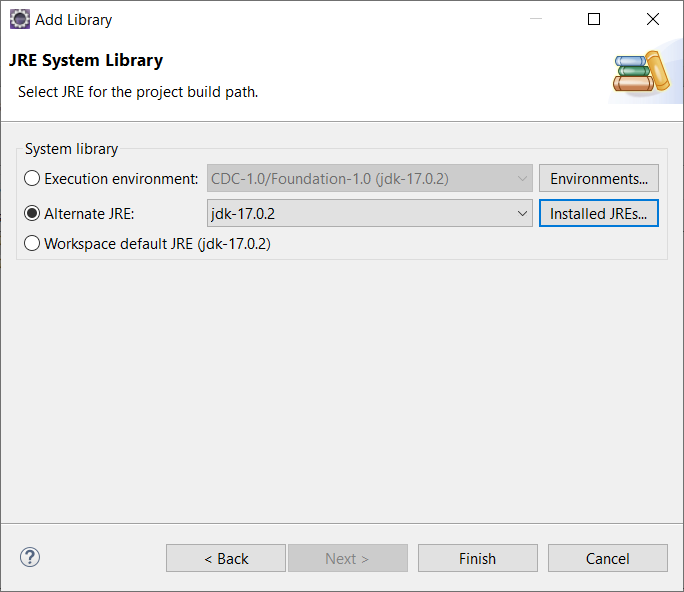 Add Library
JRE System Library
Select JRE for the project build path.
System library
Execution environment: CDC-1.0/Foundation-1.0 (jdk-17.0.2) Environments...
Alternate JRE: jdk-17.0.2 Installed JREs...
Workspace default JRE (jdk-17.0.2)
? < Back Next > Finish Cancel